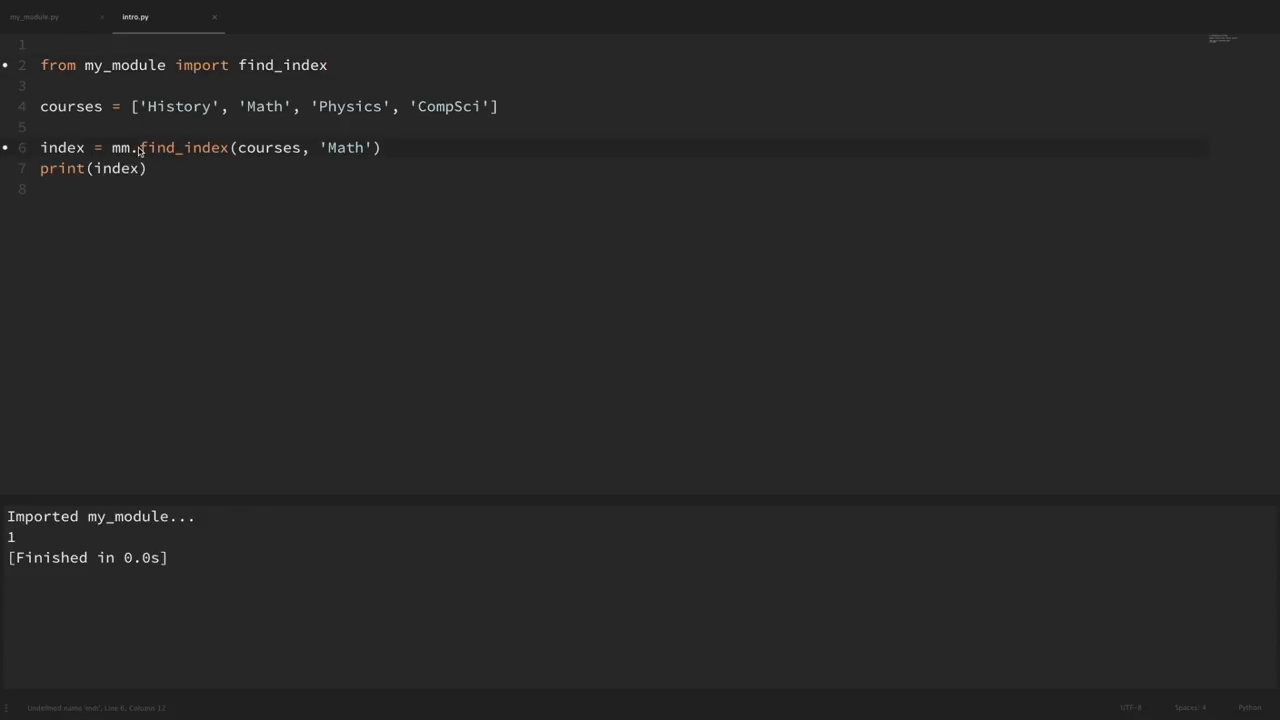 my_module.py
intro.py
1
2 from my_module import find_index
3
4 courses = ['History', 'Math', 'Physics', 'CompSci']
5
6 index = mm.find_index(courses, 'Math')
7 print(index)
8
Imported my_module...
1
[Finished in 0.0s]
Undefined name 'mm', Line 6, Column 12
UTF-8
Spaces: 4
Python